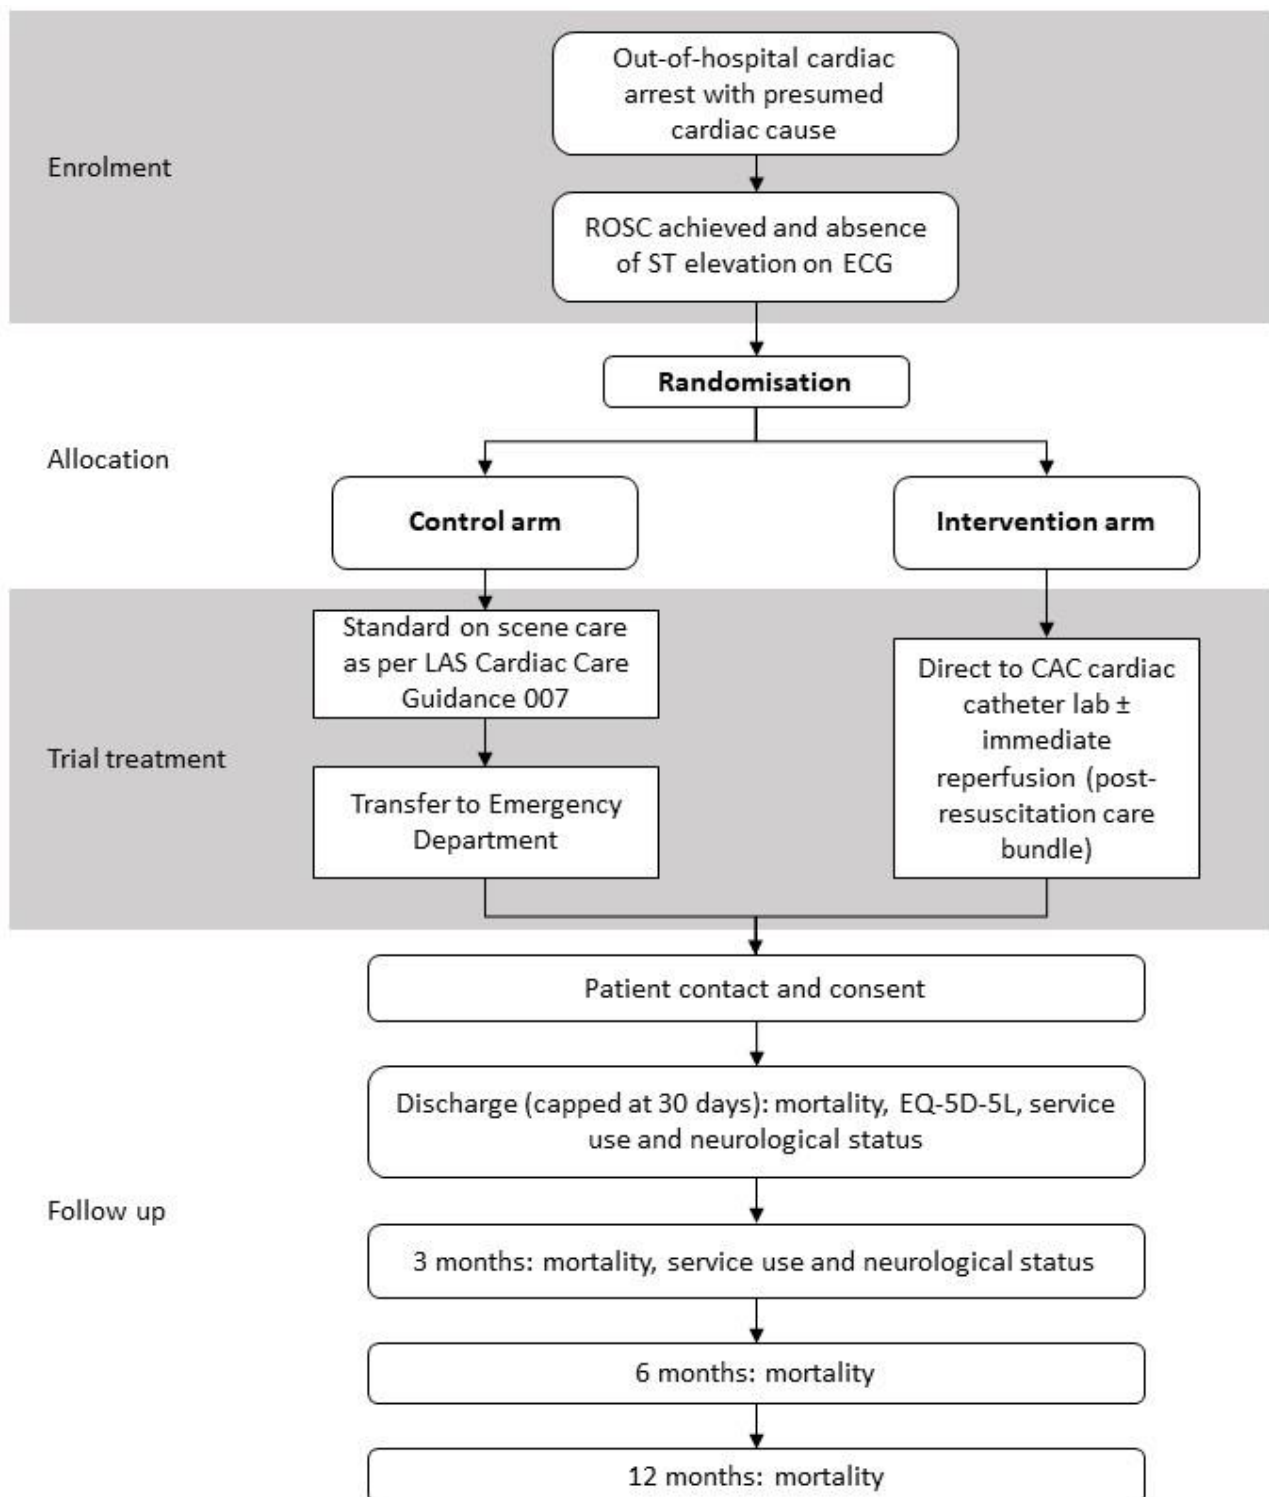 Enrolment
Out-of-hospital cardiac
arrest with presumed
cardiac cause
ROSC achieved and absence
of ST elevation on ECG
Allocation
Randomisation
Control arm
Intervention arm
Trial treatment
Standard on scene care
as per LAS Cardiac Care
Guidance 007
Transfer to Emergency
Department
Direct to CAC cardiac
catheter lab ±
immediate
reperfusion (post-
resuscitation care
bundle)
Follow up
Patient contact and consent
Discharge (capped at 30 days): mortality, EQ-5D-5L, service
use and neurological status
3 months: mortality, service use and neurological status
6 months: mortality
12 months: mortality